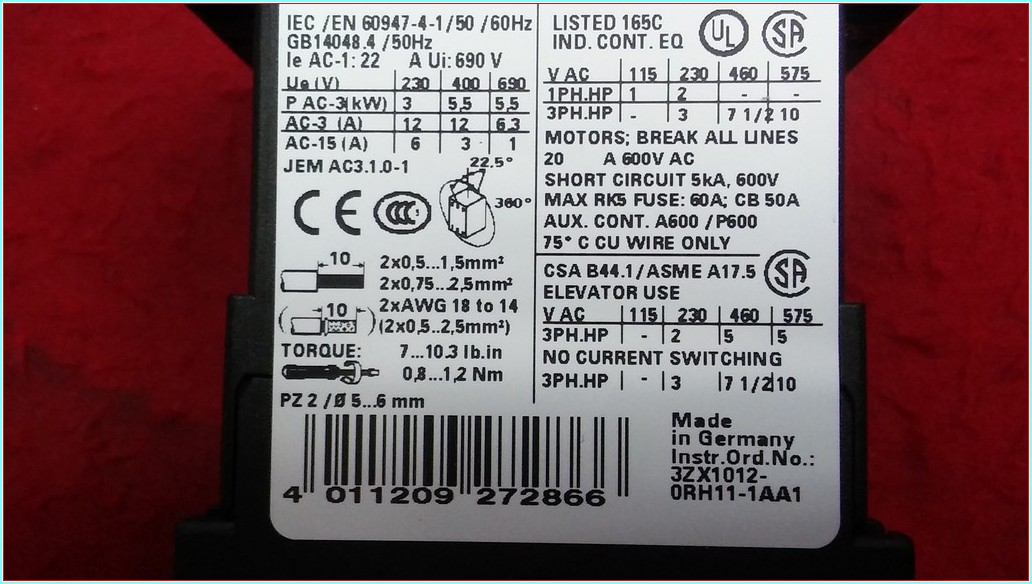 IEC /EN 60947-4-1/50 /60Hz
GB14048.4 /50Hz
Ie AC-1: 22 A Ui: 690 V
Ue (V) 230 400 690
P AC-3(kW) 3 5,5 5,5
AC-3 (A) 12 12 6,3
AC-15 (A) 6 3 1
JEM AC3.1.0-1
22.5°
360°
CE CCC
10 2x0,5...1,5mm²
2x0,75...2,5mm²
10 2xAWG 18 to 14
(2x0,5..2,5mm²)
TORQUE: 7...10.3 lb.in
0,8...1,2 Nm
PZ 2 /Ø 5...6 mm
4 011209 272866
LISTED 165C
IND. CONT. EQ
UL SA
V AC 115 230 460 575
1PH.HP 1 2 - -
3PH.HP - 3 7 1/2 10
MOTORS; BREAK ALL LINES
20 A 600V AC
SHORT CIRCUIT 5kA, 600V
MAX RK5 FUSE: 60A; CB 50A
AUX. CONT. A600 /P600
75° C CU WIRE ONLY
CSA B44.1/ASME A17.5
ELEVATOR USE
SA
V AC 115 230 460 575
3PH.HP - 2 5 5
NO CURRENT SWITCHING
3PH.HP - 3 7 1/2 10
Made
in Germany
Instr.Ord.No.:
3ZX1012-
0RH11-1AA1